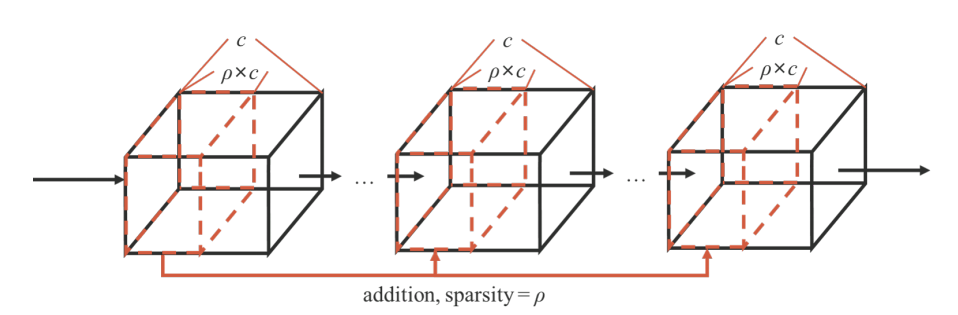 c
c
c
ρ×c
ρ×c
ρ×c
...
...
addition, sparsity = ρ